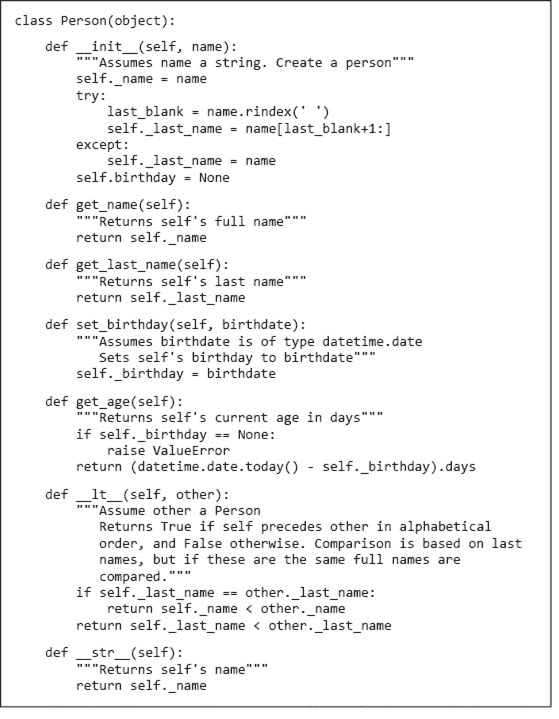 class Person(object):
    def __init__(self, name):
        """Assumes name a string. Create a person"""
        self._name = name
        try:
            last_blank = name.rindex(' ')
            self._last_name = name[last_blank+1:]
        except:
            self._last_name = name
        self.birthday = None
    def get_name(self):
        """Returns self's full name"""
        return self._name
    def get_last_name(self):
        """Returns self's last name"""
        return self._last_name
    def set_birthday(self, birthdate):
        """Assumes birthdate is of type datetime.date
           Sets self's birthday to birthdate"""
        self._birthday = birthdate
    def get_age(self):
        """Returns self's current age in days"""
        if self._birthday == None:
            raise ValueError
        return (datetime.date.today() - self._birthday).days
    def __lt__(self, other):
        """Assume other a Person
           Returns True if self precedes other in alphabetical
           order, and False otherwise. Comparison is based on last
           names, but if these are the same full names are
           compared."""
        if self._last_name == other._last_name:
            return self._name < other._name
        return self._last_name < other._last_name
    def __str__(self):
        """Returns self's name"""
        return self._name